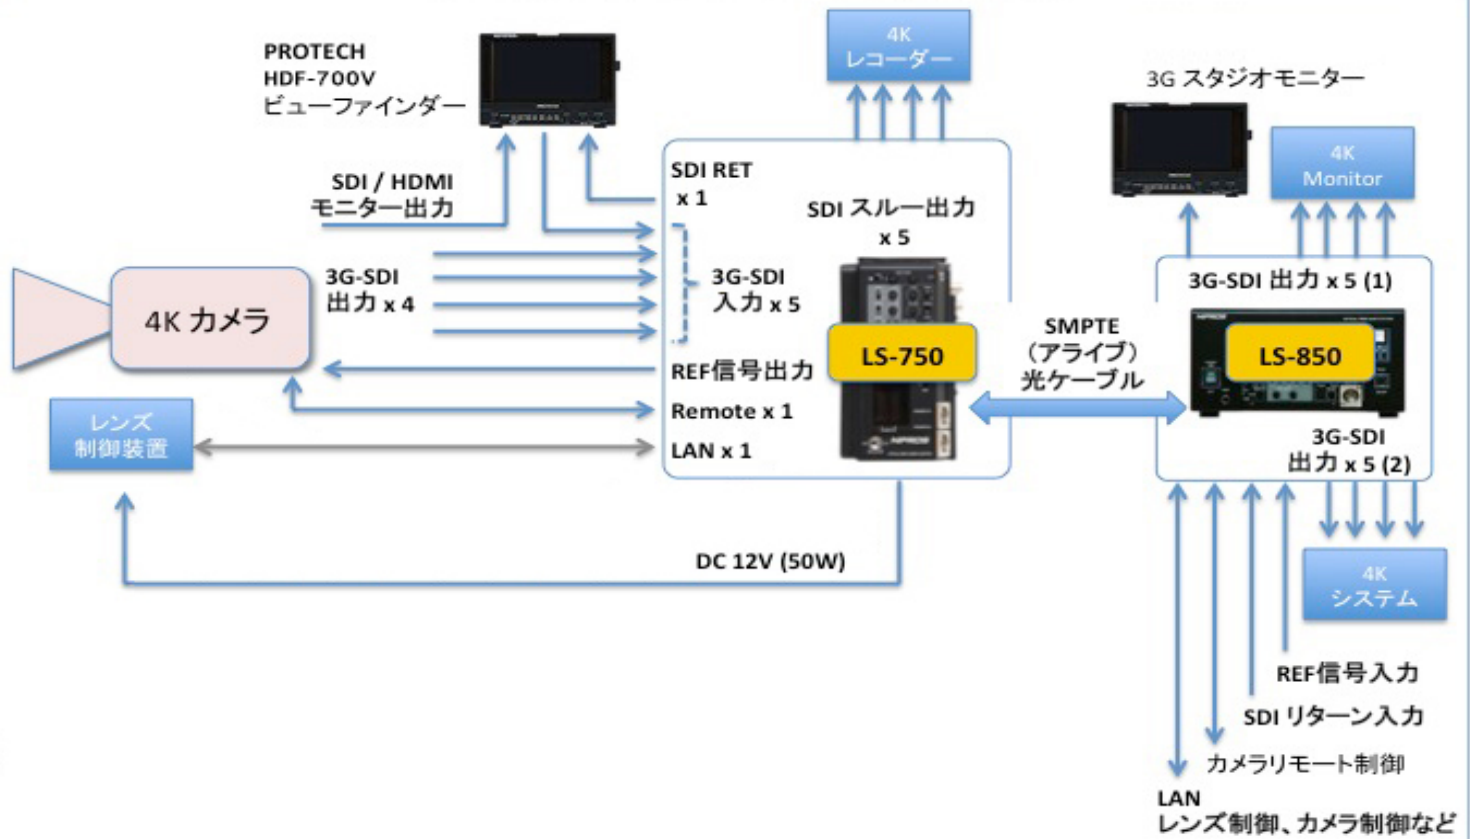 PROTECH
HDF-700V
ビューファインダー
4K
レコーダー
3G スタジオモニター
4K
Monitor
SDI / HDMI
モニター出力
SDI RET
x 1
SDI スルー出力
x 5
3G-SDI
出力 x 4
3G-SDI
入力 x 5
4K カメラ
LS-750
REF信号出力
Remote x 1
LAN x 1
レンズ
制御装置
SMPTE
（アライブ）
光ケーブル
3G-SDI 出力 x 5 (1)
LS-850
3G-SDI
出力 x 5 (2)
DC 12V (50W)
4K
システム
REF信号入力
SDI リターン入力
カメラリモート制御
LAN
レンズ制御、カメラ制御など